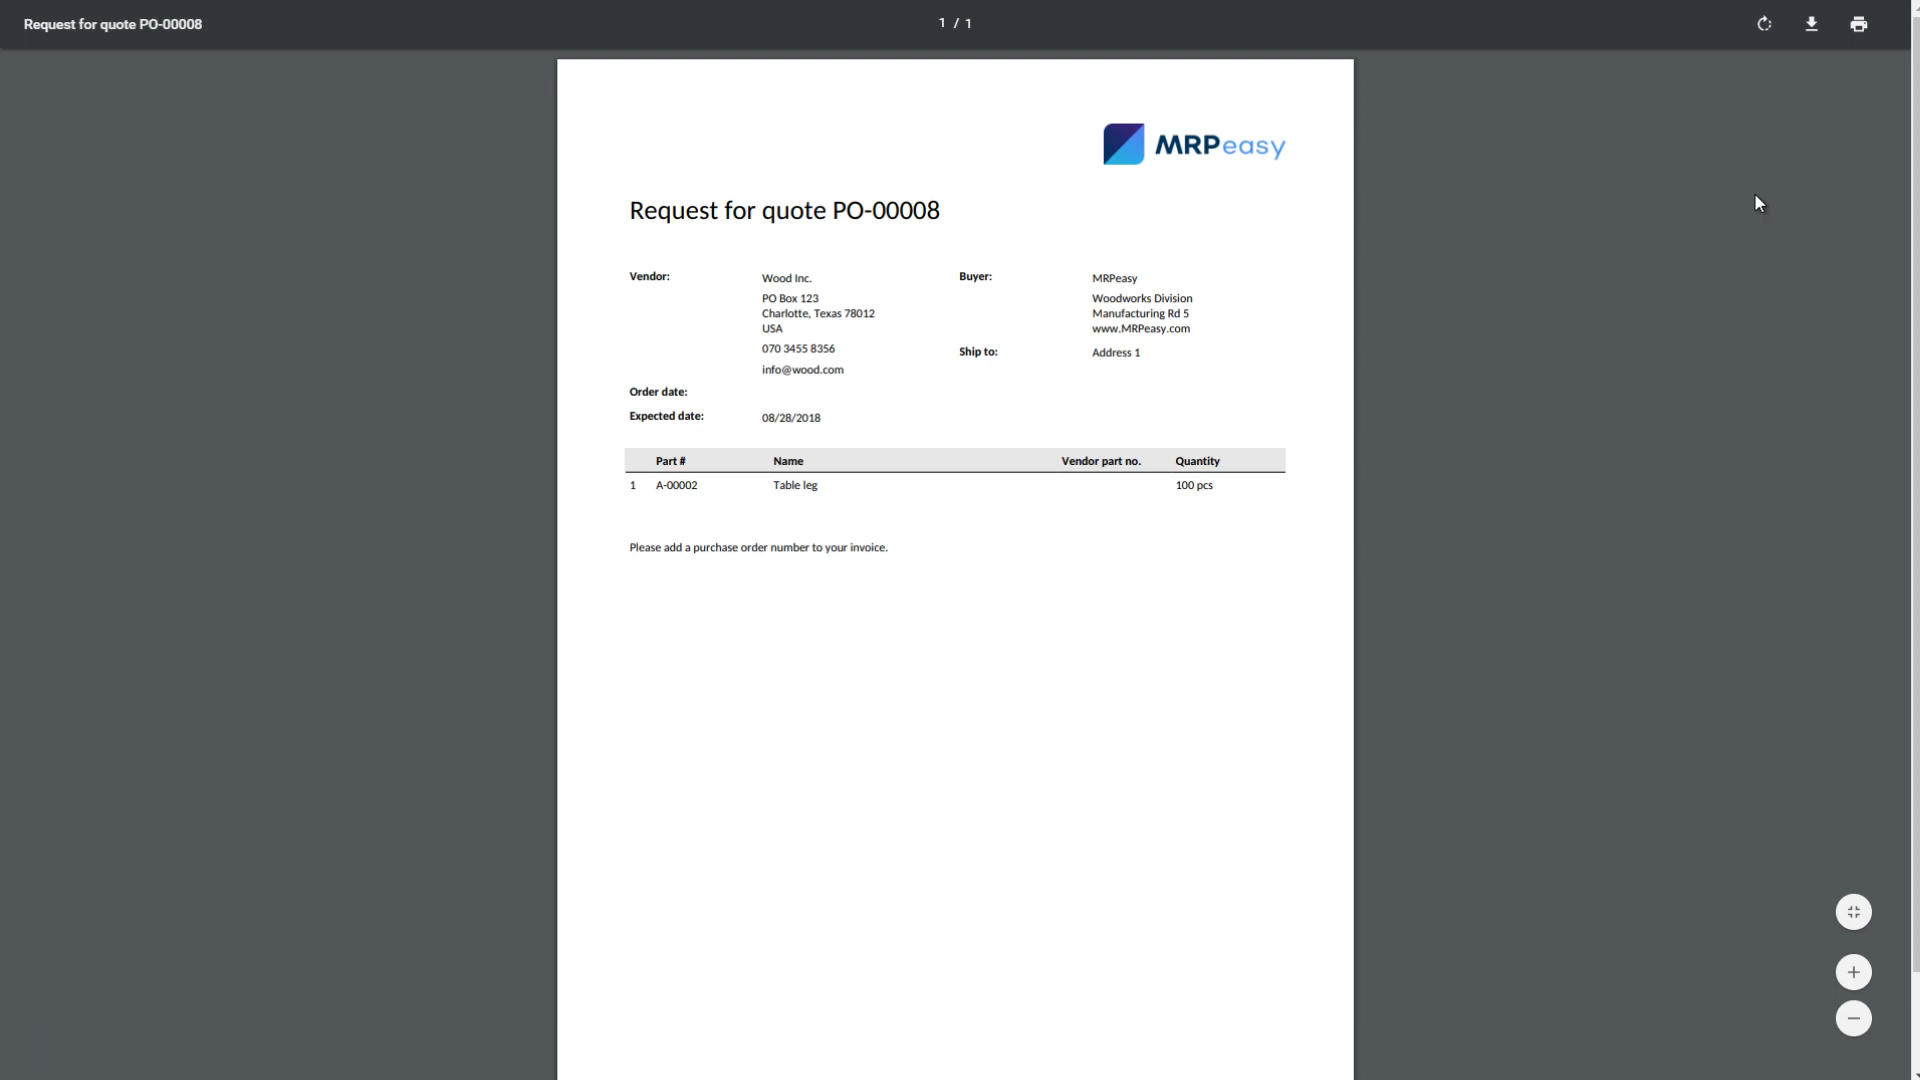 Request for quote PO-00008
1 / 1
MRPeasy
Request for quote PO-00008
Vendor: Wood Inc. Buyer: MRPeasy
PO Box 123 Woodworks Division
Charlotte, Texas 78012 Manufacturing Rd 5
USA www.MRPeasy.com
070 3455 8356 Ship to: Address 1
info@wood.com
Order date:
Expected date: 08/28/2018
Part # Name Vendor part no. Quantity
1 A-00002 Table leg 100 pcs
Please add a purchase order number to your invoice.